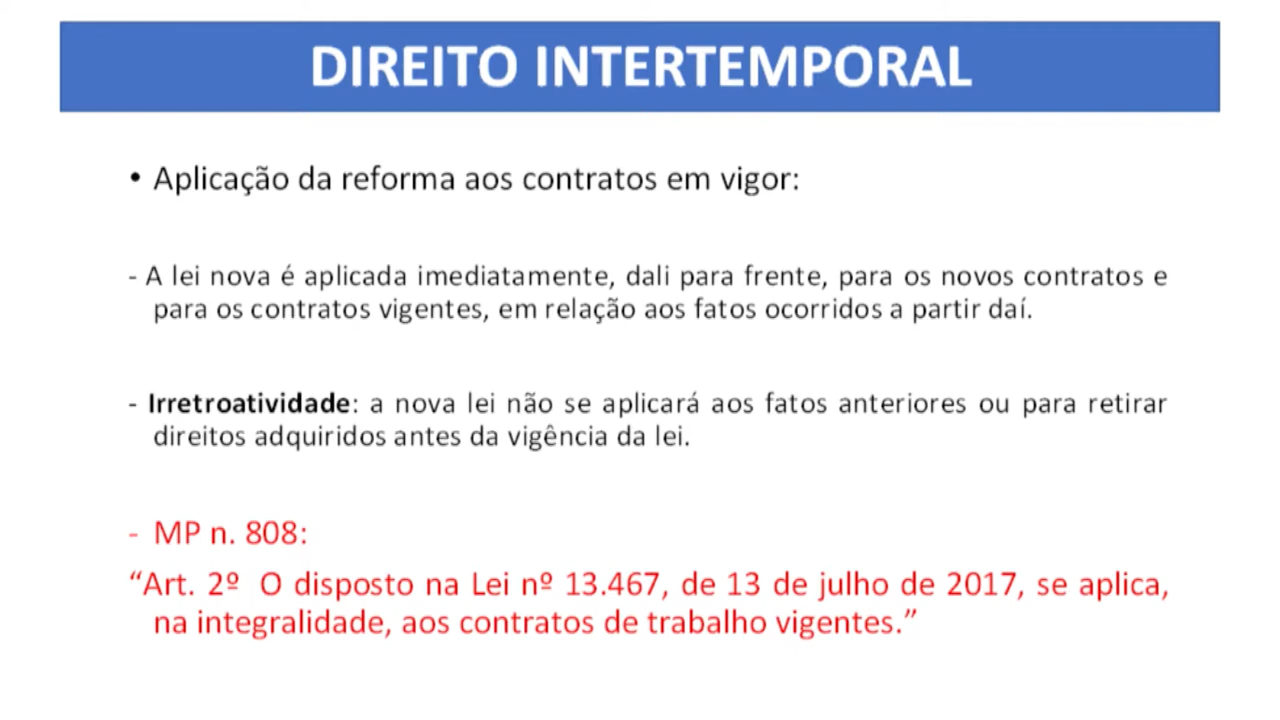 DIREITO INTERTEMPORAL
• Aplicação da reforma aos contratos em vigor:
- A lei nova é aplicada imediatamente, dali para frente, para os novos contratos e
para os contratos vigentes, em relação aos fatos ocorridos a partir daí.
- Irretroatividade: a nova lei não se aplicará aos fatos anteriores ou para retirar
direitos adquiridos antes da vigência da lei.
- MP n. 808:
“Art. 2º O disposto na Lei nº 13.467, de 13 de julho de 2017, se aplica,
na integralidade, aos contratos de trabalho vigentes.”